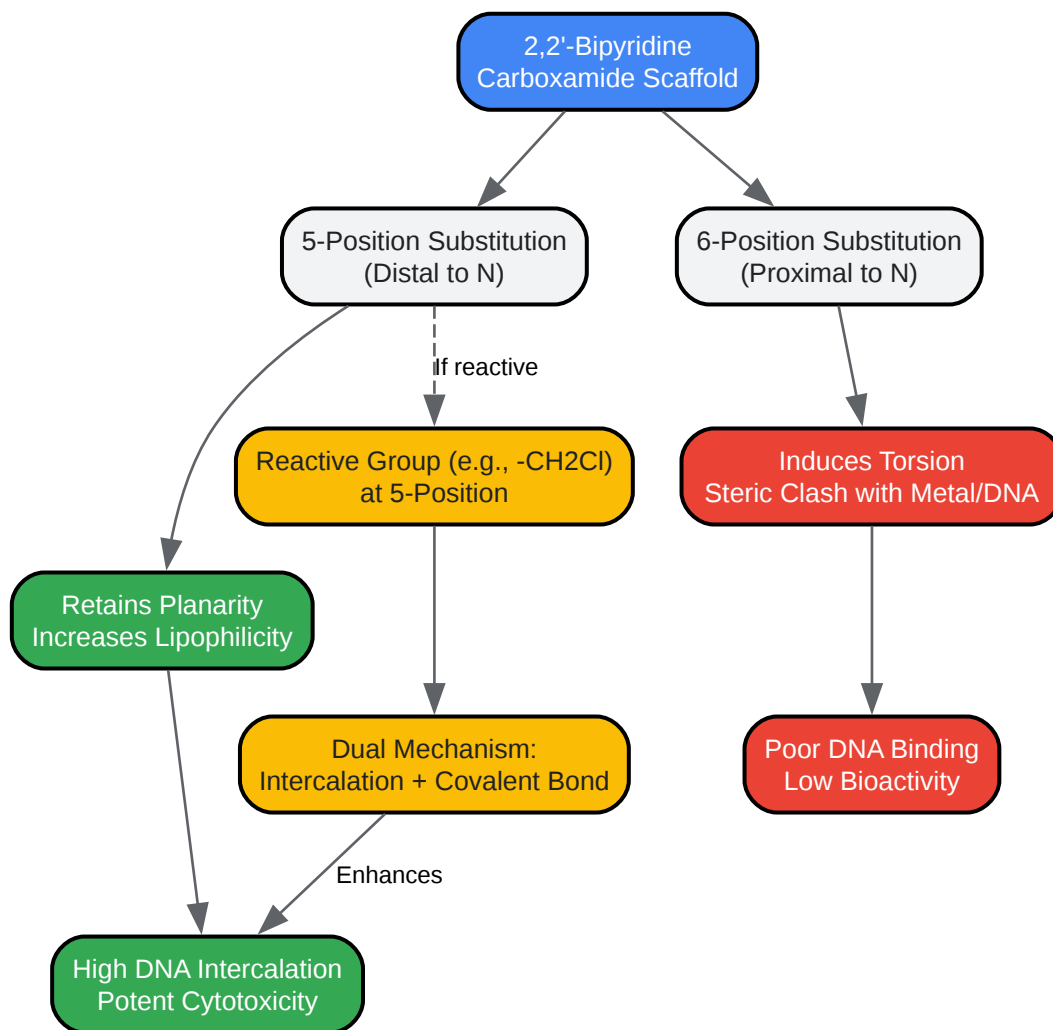 2,2'-Bipyridine
Carboxamide Scaffold
5-Position Substitution
(Distal to N)
6-Position Substitution
(Proximal to N)
If reactive
Reactive Group (e.g., -CH2Cl)
at 5-Position
Induces Torsion
Steric Clash with Metal/DNA
Retains Planarity
Increases Lipophilicity
Dual Mechanism:
Intercalation + Covalent Bond
Poor DNA Binding
Low Bioactivity
Enhances
High DNA Intercalation
Potent Cytotoxicity